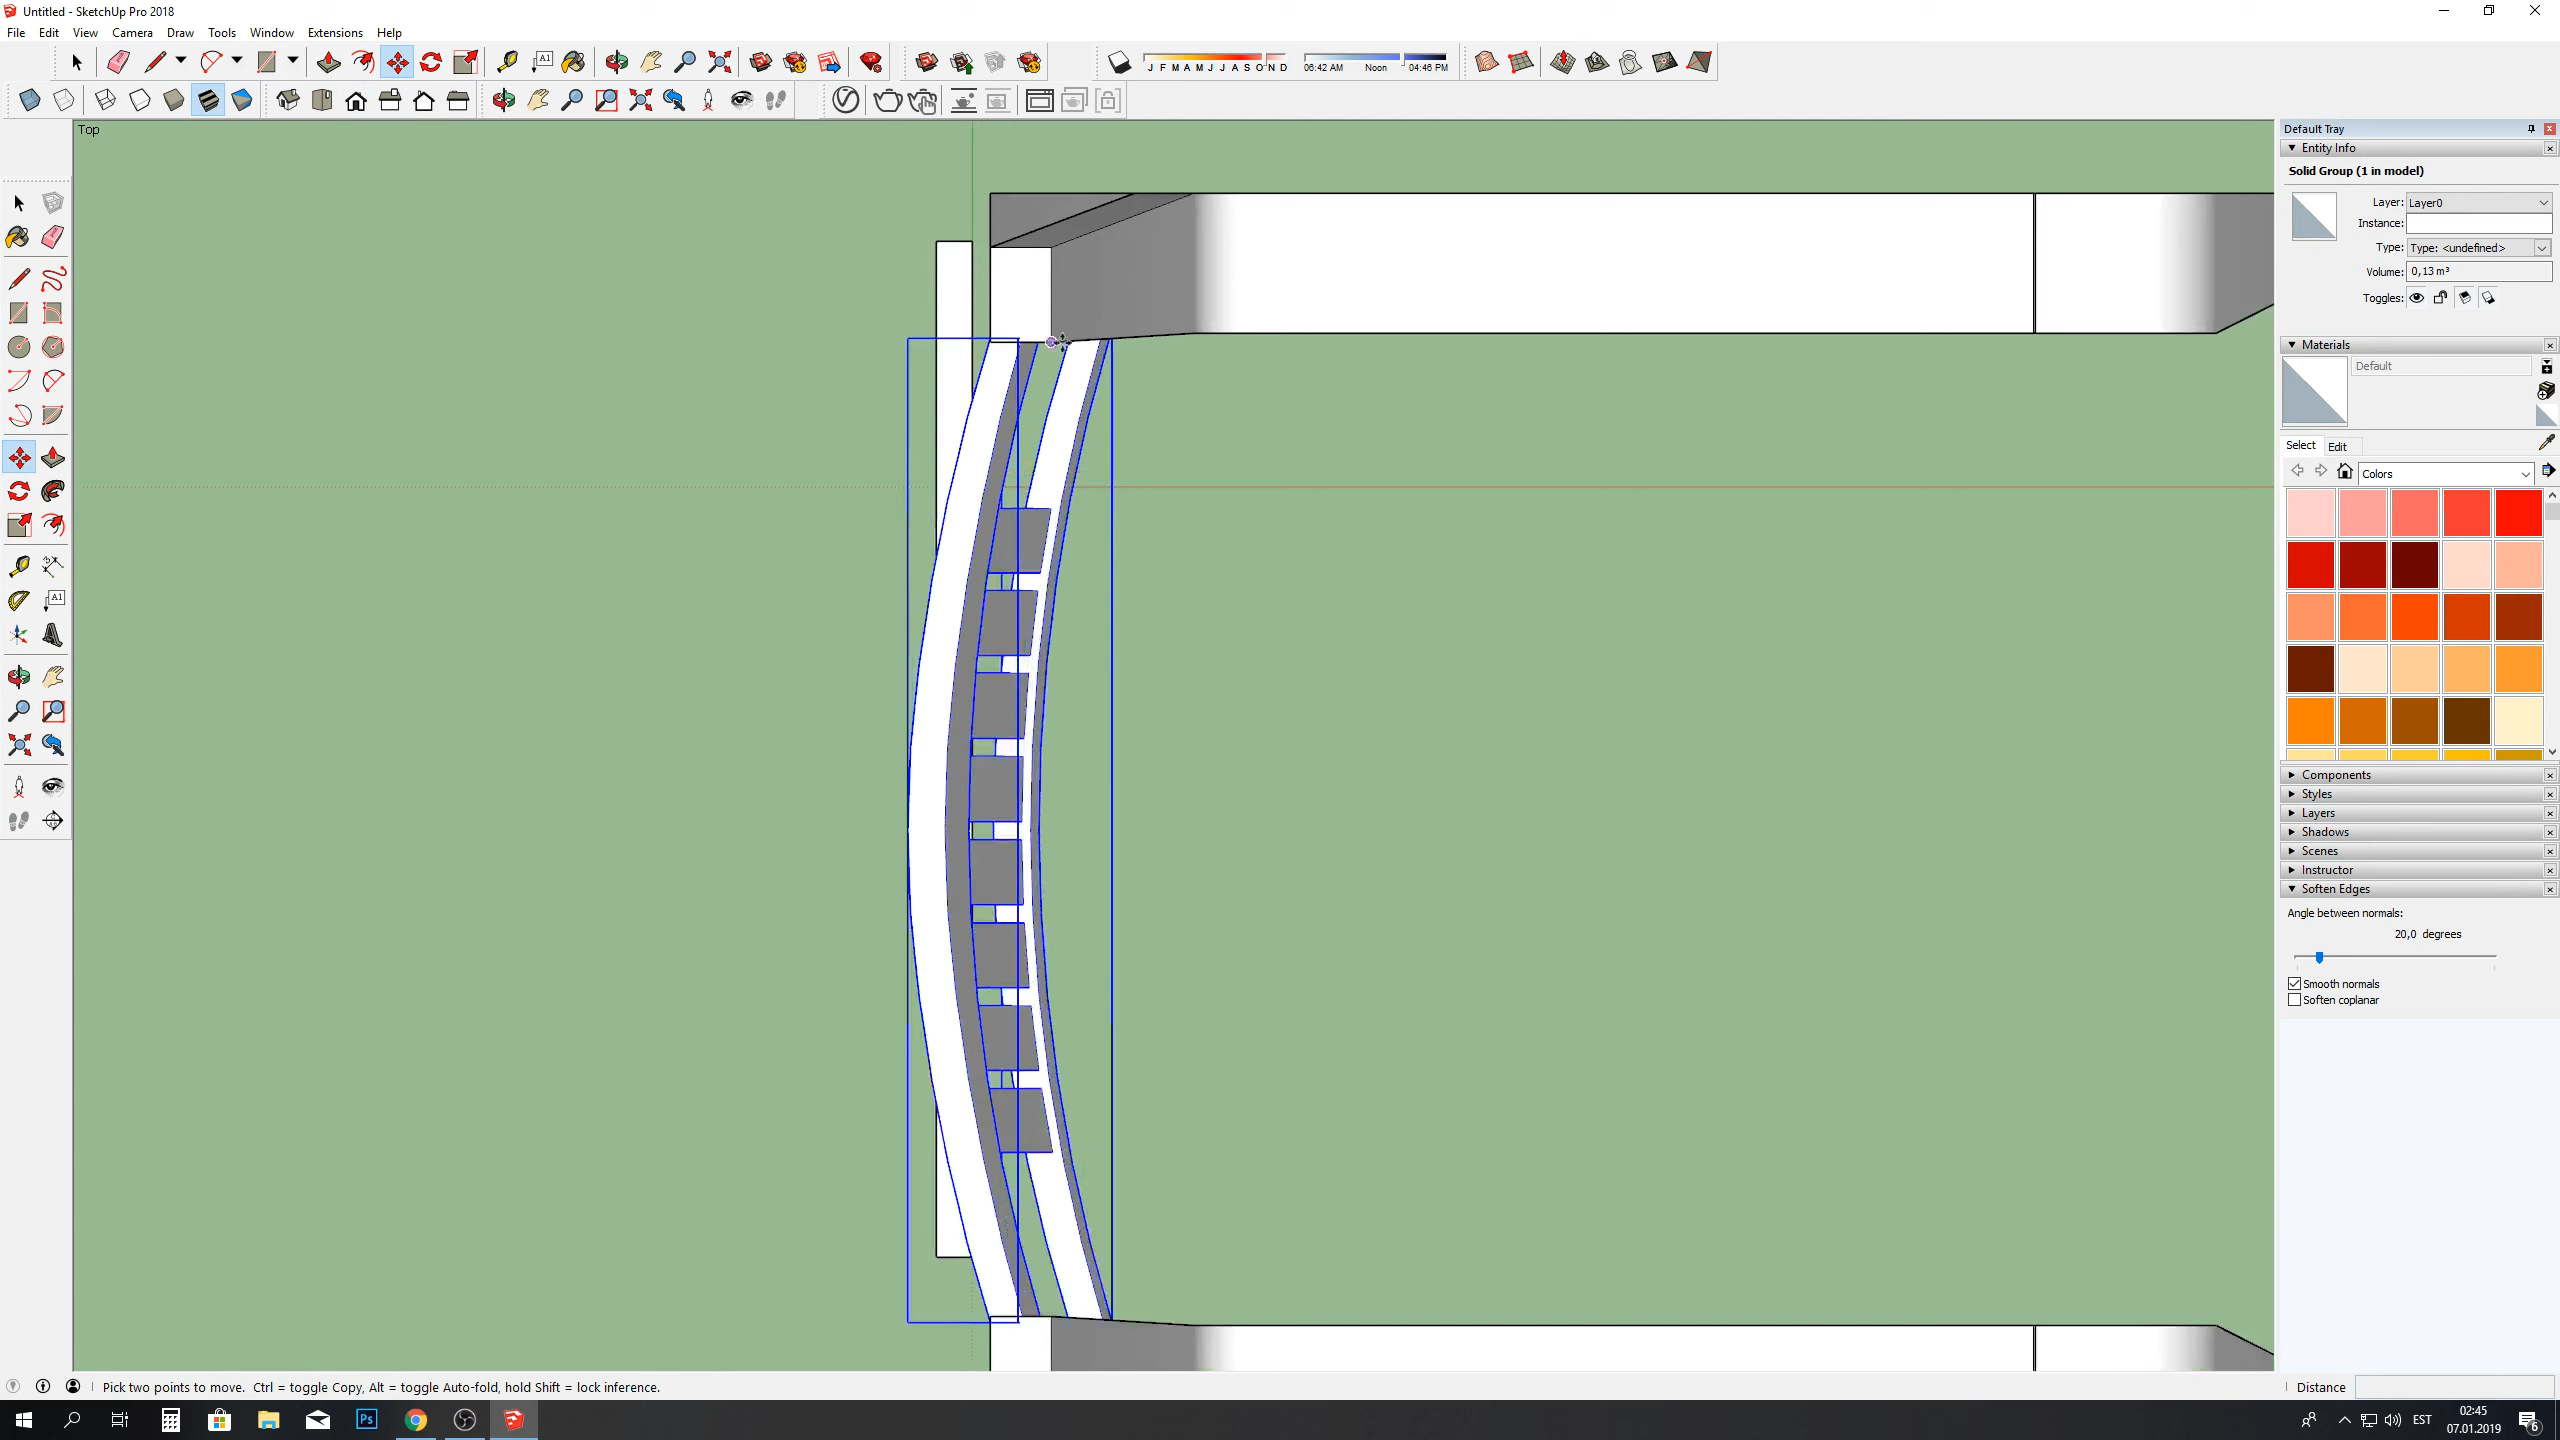 Untitled - SketchUp Pro 2018
File Edit View Camera Draw Tools Window Extensions Help
A1
J F M A M J J A S O N D
06:42 AM Noon 04:46 PM
Top
A1
Default Tray
Entity Info
Solid Group (1 in model)
Layer: Layer0
Instance:
Type: Type: <undefined>
Volume: 0,13 m³
Toggles:
Materials
Default
Select Edit
Colors
Components
Styles
Layers
Shadows
Scenes
Instructor
Soften Edges
Angle between normals:
20,0 degrees
Smooth normals
Soften coplanar
Pick two points to move. Ctrl = toggle Copy, Alt = toggle Auto-fold, hold Shift = lock inference.
Distance
Ps
EST
02:45
07.01.2019
6